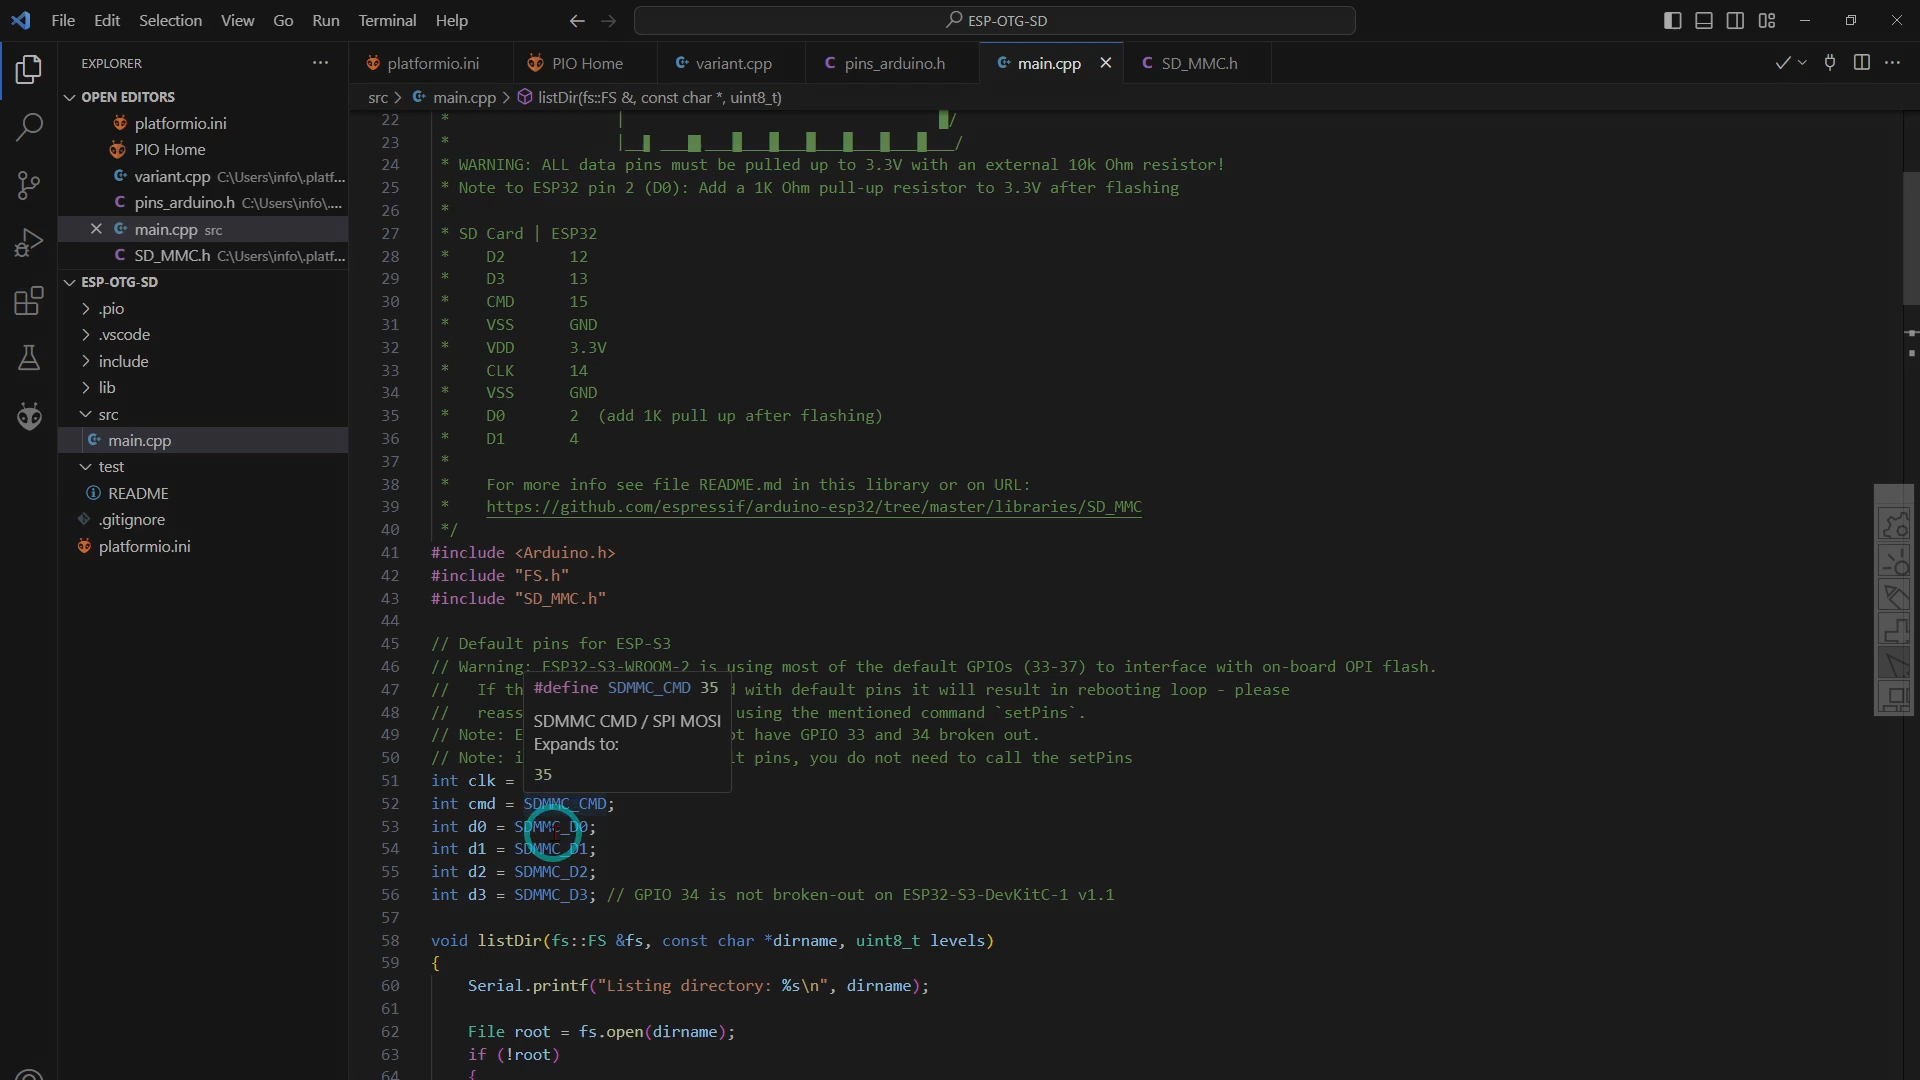 File Edit Selection View Go Run Terminal Help
ESP-OTG-SD
EXPLORER
OPEN EDITORS
platformio.ini
PIO Home
variant.cpp C:\Users\info\.platf...
pins_arduino.h C:\Users\info\....
main.cpp src
SD_MMC.h C:\Users\info\.platf...
ESP-OTG-SD
.pio
.vscode
include
lib
src
main.cpp
test
README
.gitignore
platformio.ini
platformio.ini PIO Home variant.cpp pins_arduino.h main.cpp SD_MMC.h
src > main.cpp > listDir(fs::FS &, const char *, uint8_t)
22 *
23 *
24 * WARNING: ALL data pins must be pulled up to 3.3V with an external 10k Ohm resistor!
25 * Note to ESP32 pin 2 (D0): Add a 1K Ohm pull-up resistor to 3.3V after flashing
26 *
27 * SD Card | ESP32
28 * D2 12
29 * D3 13
30 * CMD 15
31 * VSS GND
32 * VDD 3.3V
33 * CLK 14
34 * VSS GND
35 * D0 2 (add 1K pull up after flashing)
36 * D1 4
37 *
38 * For more info see file README.md in this library or on URL:
39 * https://github.com/espressif/arduino-esp32/tree/master/libraries/SD_MMC
40 */
41 #include <Arduino.h>
42 #include "FS.h"
43 #include "SD_MMC.h"
44
45 // Default pins for ESP-S3
46 // Warning: ESP32-S3-WROOM-2 is using most of the default GPIOs (33-37) to interface with on-board OPI flash.
47 // If th with default pins it will result in rebooting loop - please
48 // reass using the mentioned command `setPins`.
49 // Note: E have GPIO 33 and 34 broken out.
50 // Note: i pins, you do not need to call the setPins
#define SDMMC_CMD 35
SDMMC CMD / SPI MOSI
Expands to:
35
51 int clk =
52 int cmd = SDMMC_CMD;
53 int d0 = SDMMC_D0;
54 int d1 = SDMMC_D1;
55 int d2 = SDMMC_D2;
56 int d3 = SDMMC_D3; // GPIO 34 is not broken-out on ESP32-S3-DevKitC-1 v1.1
57
58 void listDir(fs::FS &fs, const char *dirname, uint8_t levels)
59 {
60 Serial.printf("Listing directory: %s\n", dirname);
61
62 File root = fs.open(dirname);
63 if (!root)
64 {